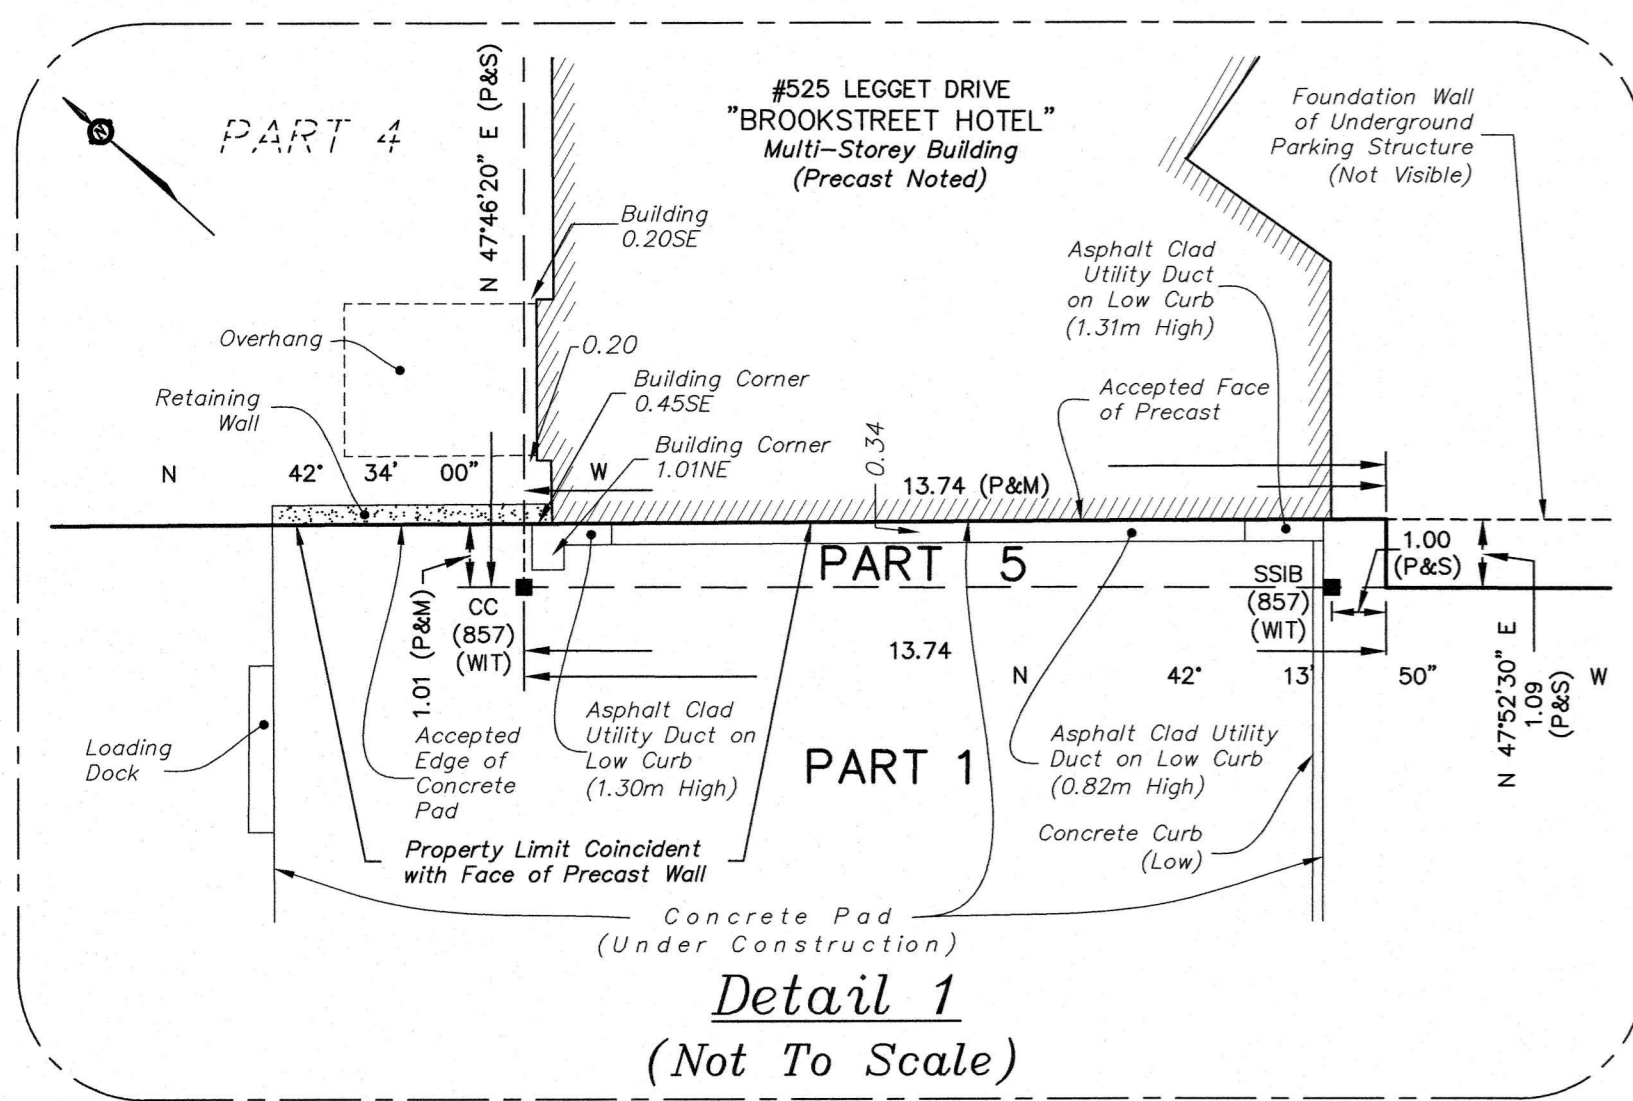 N 47°46'20" E (P&S)
#525 LEGGET DRIVE
"BROOKSTREET HOTEL"
Multi-Storey Building
(Precast Noted)
Foundation Wall
of Underground
Parking Structure
(Not Visible)
N
PART 4
Building
0.20SE
Asphalt Clad
Utility Duct
on Low Curb
(1.31m High)
Overhang
0.20
Retaining
Wall
Building Corner
0.45SE
Accepted Face
of Precast
Building Corner
1.01NE
0.34
N 42° 34' 00" W
13.74 (P&M)
PART 5
1.00
(P&S)
1.01 (P&M)
CC
(857)
(WIT)
SSIB
(857)
(WIT)
13.74
N 42° 13' 50" W
N 47°52'30" E
1.09
(P&S)
Loading
Dock
Accepted
Edge of
Concrete
Pad
Asphalt Clad
Utility Duct on
Low Curb
(1.30m High)
PART 1
Asphalt Clad Utility
Duct on Low Curb
(0.82m High)
Concrete Curb
(Low)
Property Limit Coincident
with Face of Precast Wall
Concrete Pad
(Under Construction)
Detail 1
(Not To Scale)